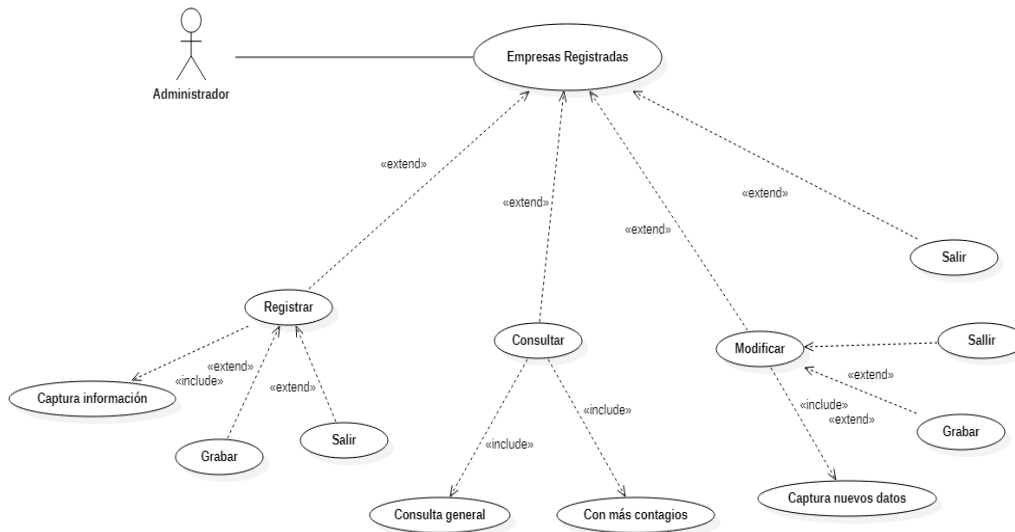 Empresas Registradas
Administrador
«extend»
«extend»
«extend»
«extend»
Salir
Registrar
Consultar
Modificar
Sallir
«extend»
«include»
«extend»
«extend»
Captura información
Grabar
Salir
«include»
«include»
«include»
«extend»
Grabar
Consulta general
Con más contagios
Captura nuevos datos